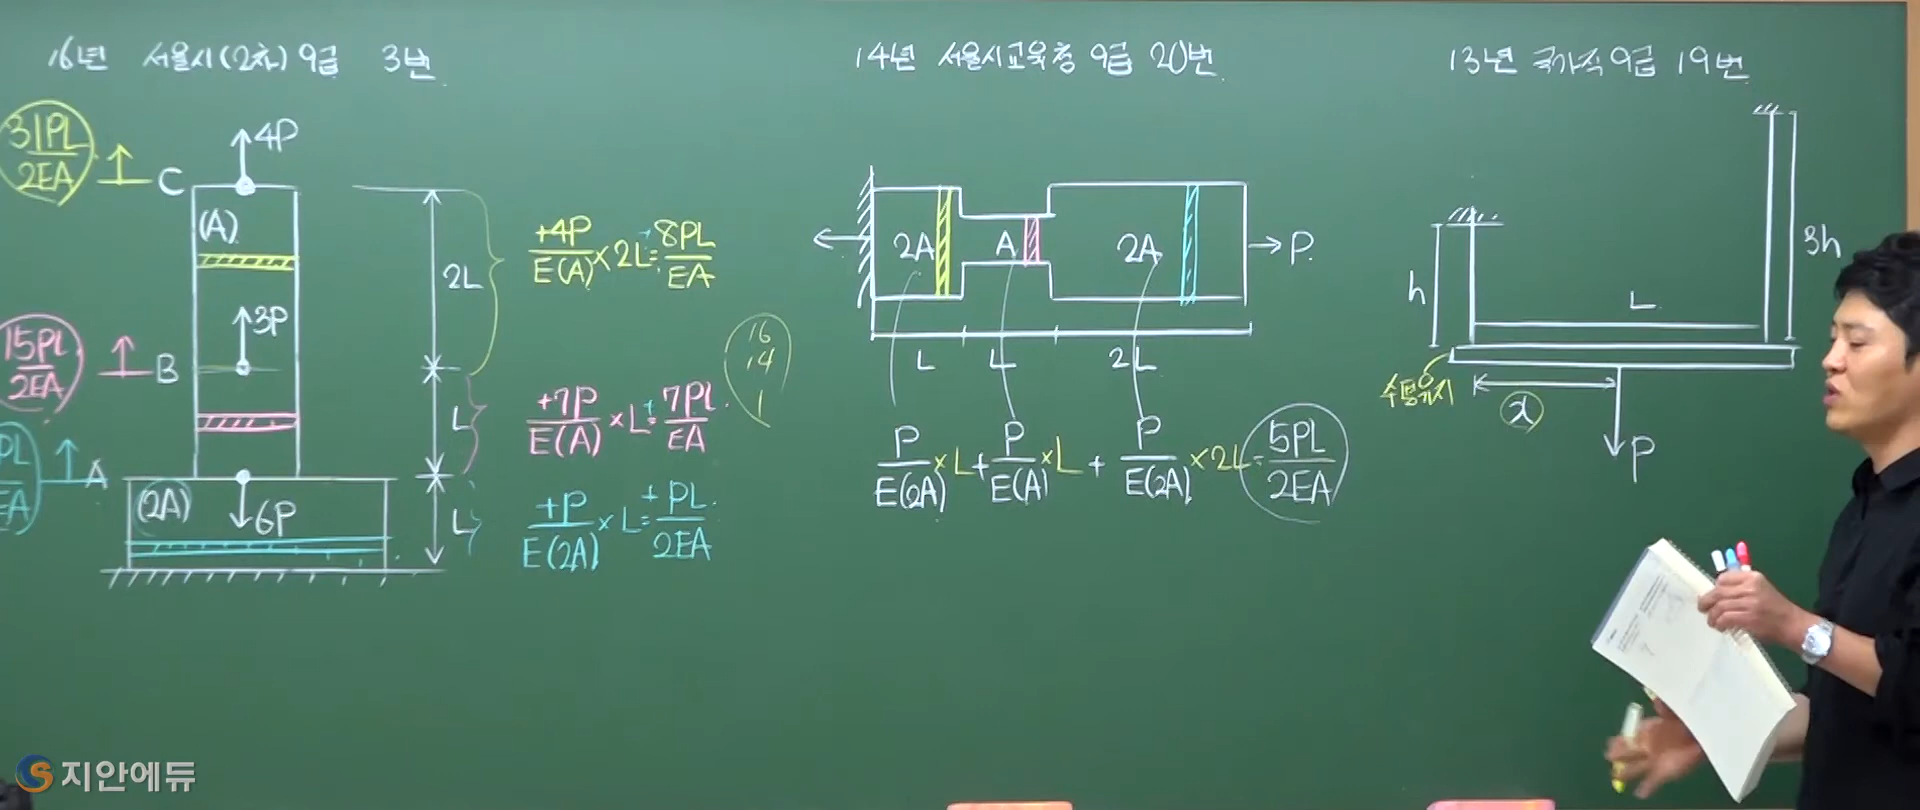 16년 서울시(2차) 9급 3번
31PL
2EA
C
4P
(A)
2L
+4P
E(A)
×2L=
+8PL
EA
3P
15PL
2EA
B
L
+7P
E(A)
×L=
+7PL
EA
16
14
1
PL
EA
A
(2A)
6P
L
+P
E(2A)
×L=
+PL
2EA
14년 서울시교육청 9급 20번
2A
A
2A
P
L
L
2L
P
E(2A)
×L+
P
E(A)
×L+
P
E(2A)
×2L=
5PL
2EA
13년 국가직 9급 19번
h
L
3h
수평유지
x
P
지안에듀